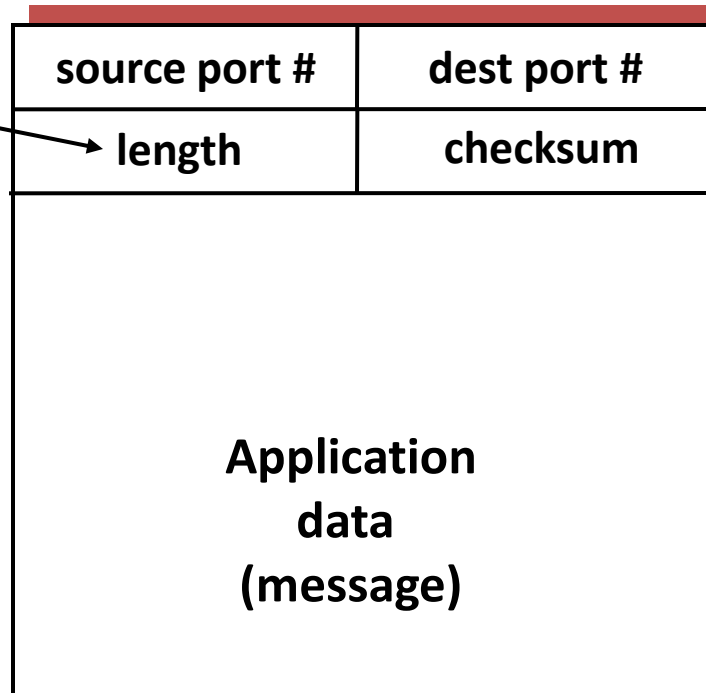 source port # dest port #
length checksum
Application
data
(message)